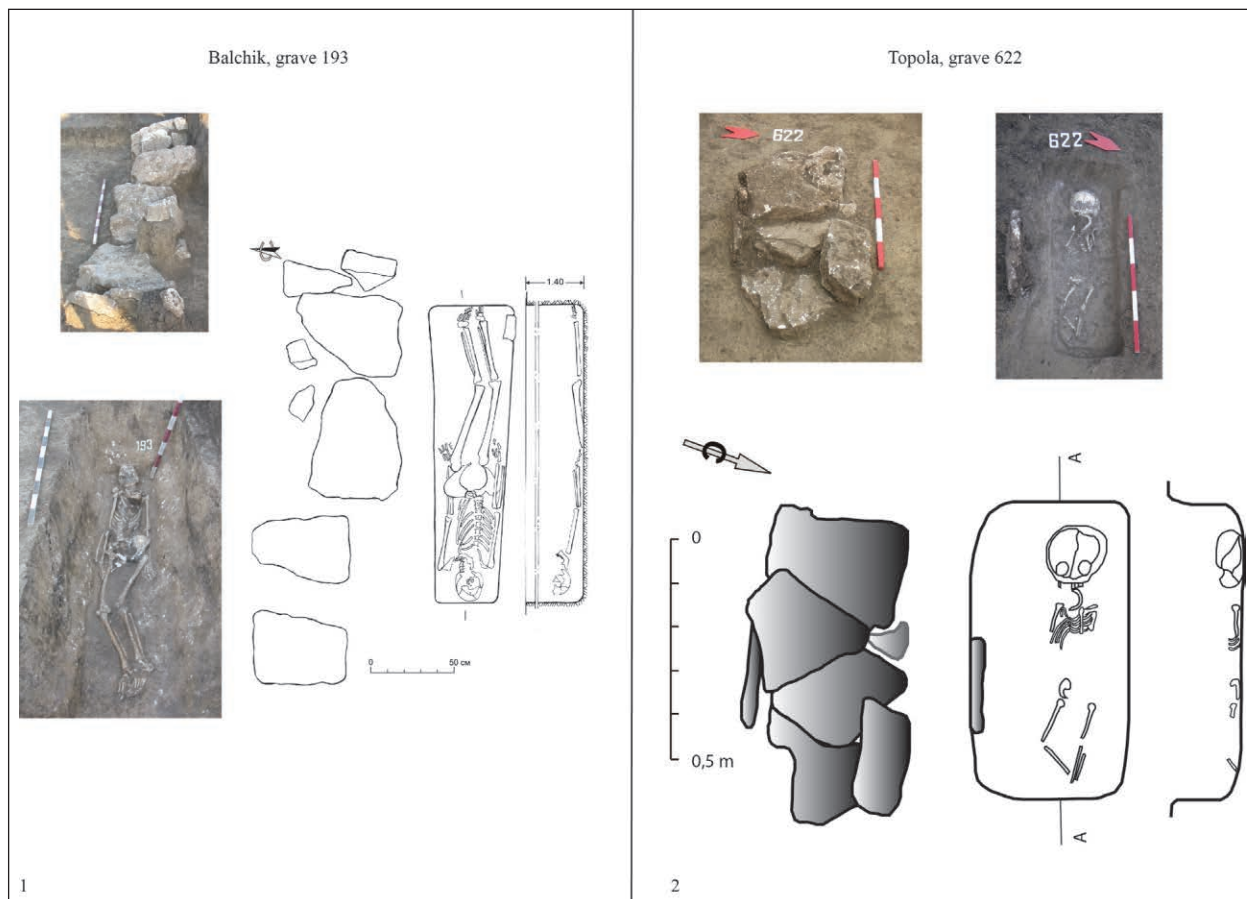 Balchik, grave 193
193
1.40
0 50 см
1
Topola, grave 622
622
622
0
0,5 m
A
A
2